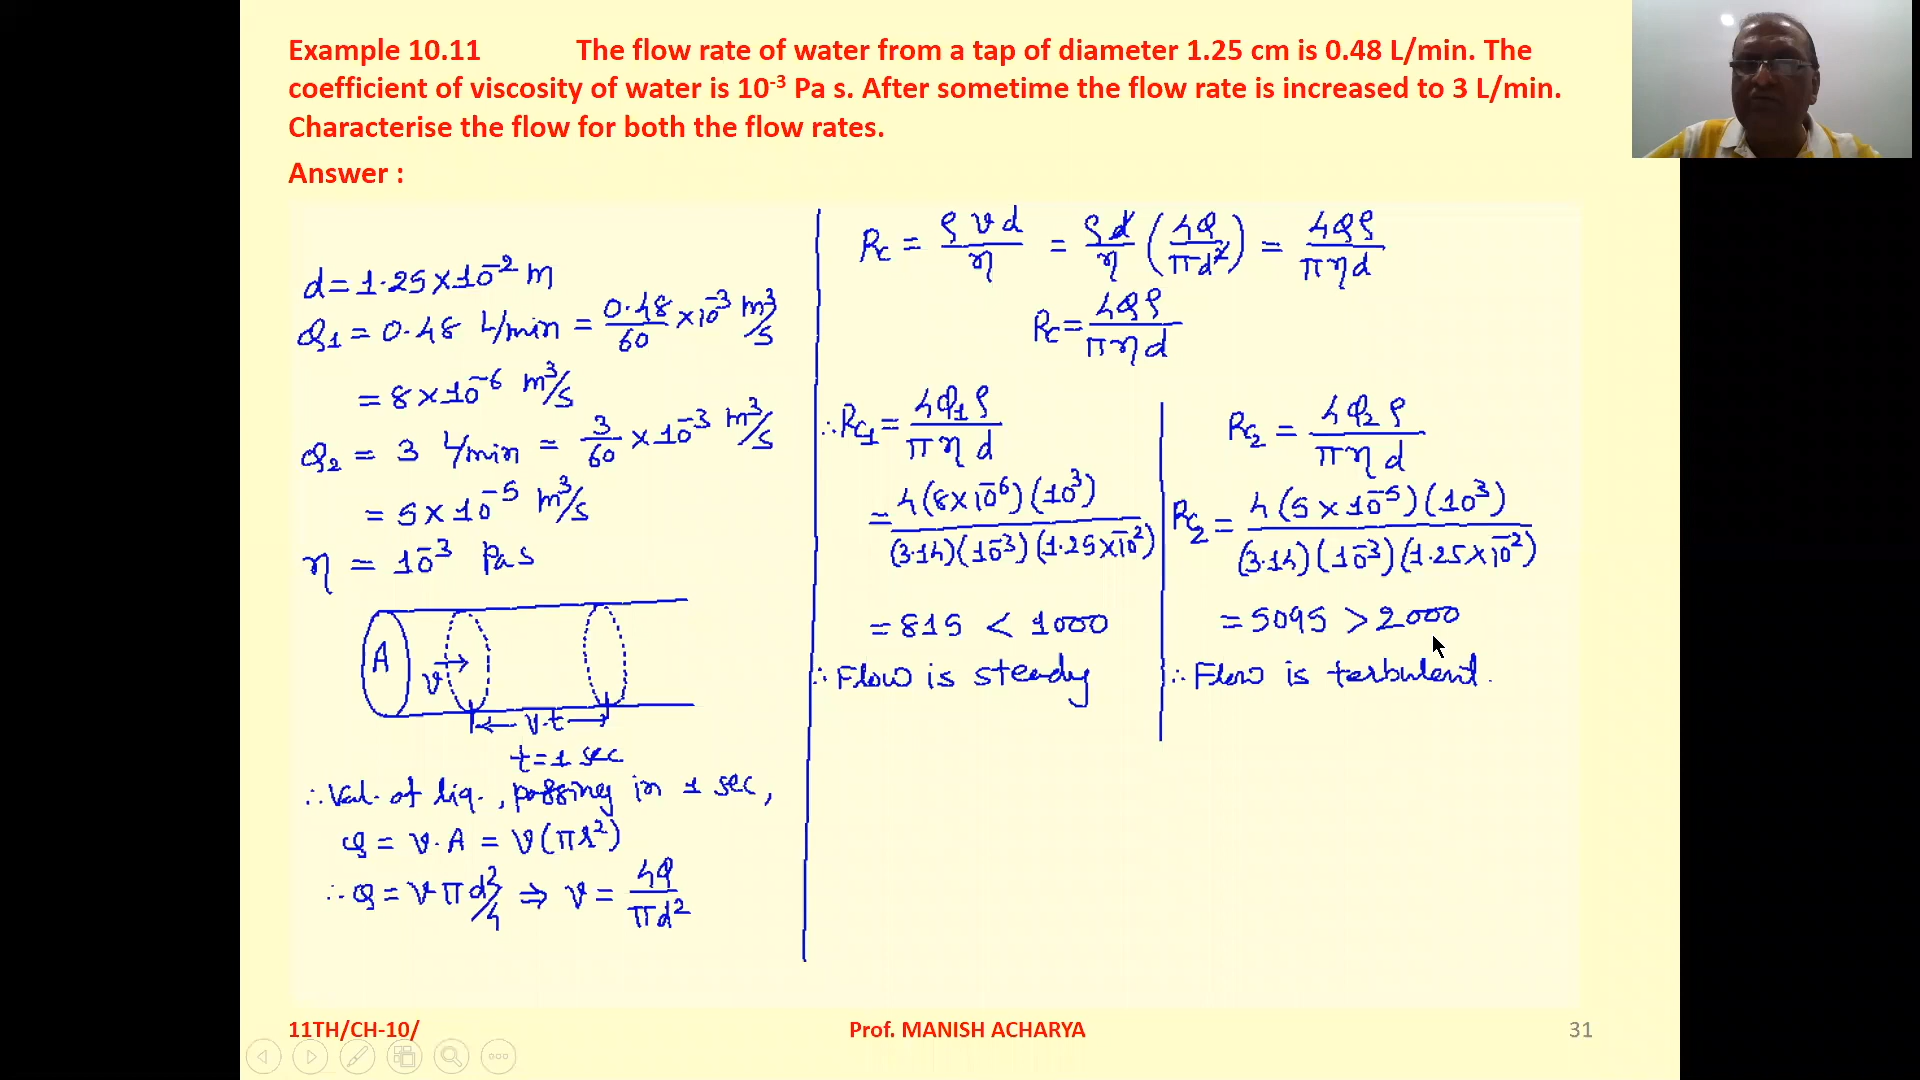 Example 10.11 The flow rate of water from a tap of diameter 1.25 cm is 0.48 L/min. The
coefficient of viscosity of water is 10⁻³ Pa s. After sometime the flow rate is increased to 3 L/min.
Characterise the flow for both the flow rates.
Answer :
d = 1.25 × 10⁻² m
Q₁ = 0.48 L/min = 0.48/60 × 10⁻³ m³/s
= 8 × 10⁻⁶ m³/s
Q₂ = 3 L/min = 3/60 × 10⁻³ m³/s
= 5 × 10⁻⁵ m³/s
η = 10⁻³ Pa s
A v v.t
t = 1 sec
∴ Vol. of liq., passing in 1 sec,
Q = v. A = v(πr²)
∴ Q = v π d²/4 ⇒ v = 4Q/πd²
Rc = ρ v d/η = ρd/η (4Q/πd²) = 4Qρ/πηd
Rc = 4Qρ/πηd
∴ Rc₁ = 4Q₁ρ/πηd
= 4(8×10⁻⁶)(10³)/(3.14)(10⁻³)(1.25×10⁻²)
= 815 < 1000
∴ Flow is steady
Rc₂ = 4Q₂ρ/πηd
Rc₂ = 4(5×10⁻⁵)(10³)/(3.14)(10⁻³)(1.25×10⁻²)
= 5095 > 2000
∴ Flow is terbulent.
11TH/CH-10/ Prof. MANISH ACHARYA 31